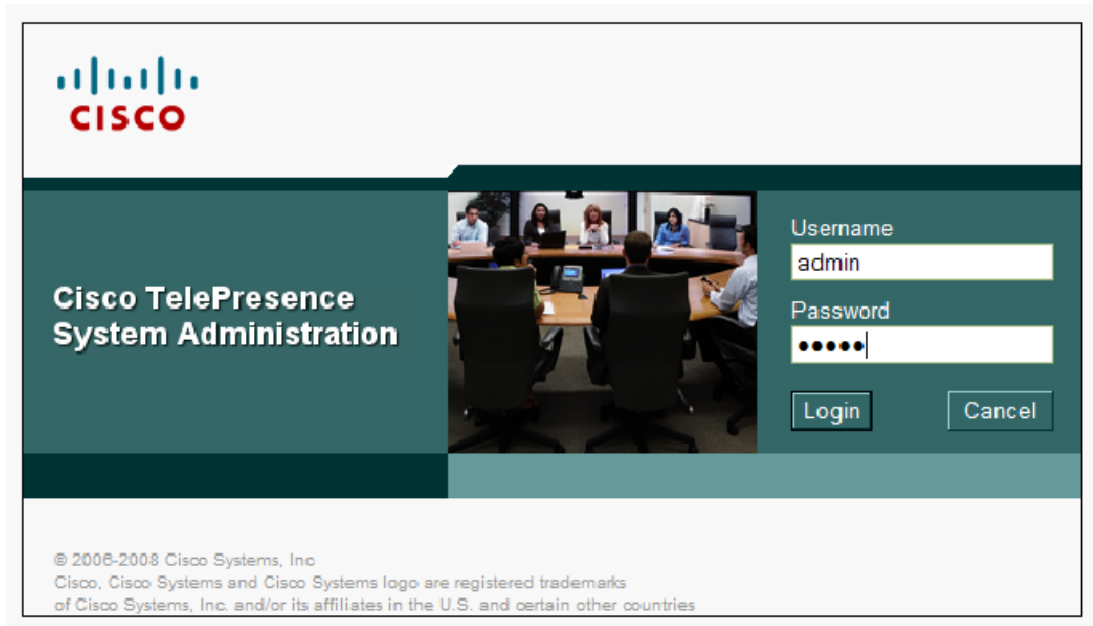 CISCO
Cisco TelePresence
System Administration
Username
admin
Password
•••••
Login
Cancel
© 2006-2008 Cisco Systems, Inc
Cisco, Cisco Systems and Cisco Systems logo are registered trademarks
of Cisco Systems, Inc. and/or its affiliates in the U.S. and certain other countries